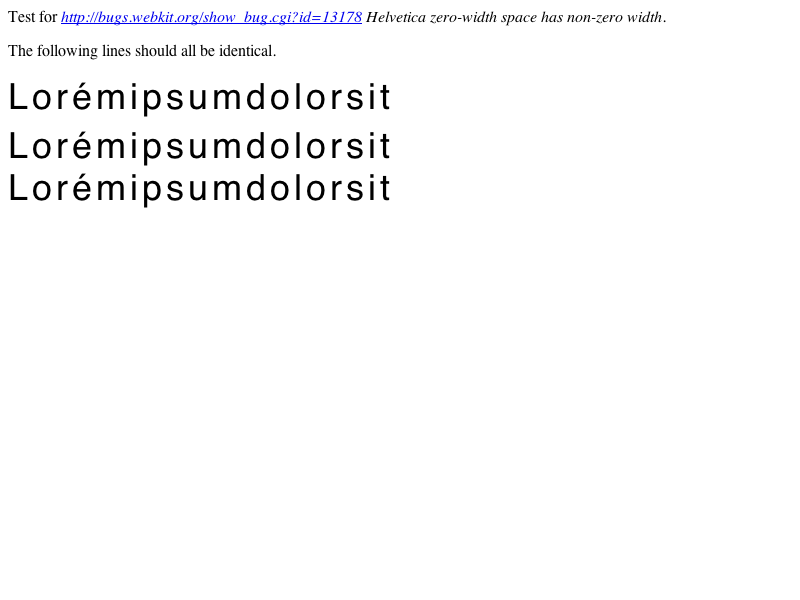 Test for http://bugs.webkit.org/show_bug.cgi?id=13178 Helvetica zero-width space has non-zero width.
The following lines should all be identical.
Lorémipsumdolorsit
Lorémipsumdolorsit
Lorémipsumdolorsit